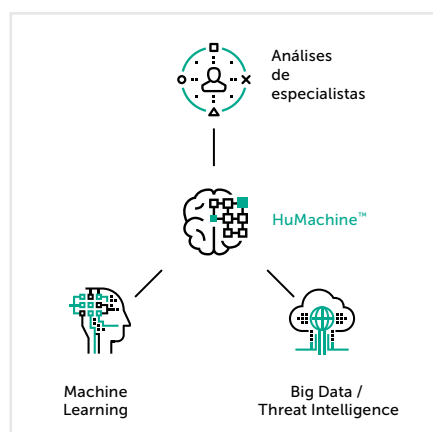 Análises
de
especialistas
HuMachine™
Machine
Learning
Big Data /
Threat Intelligence